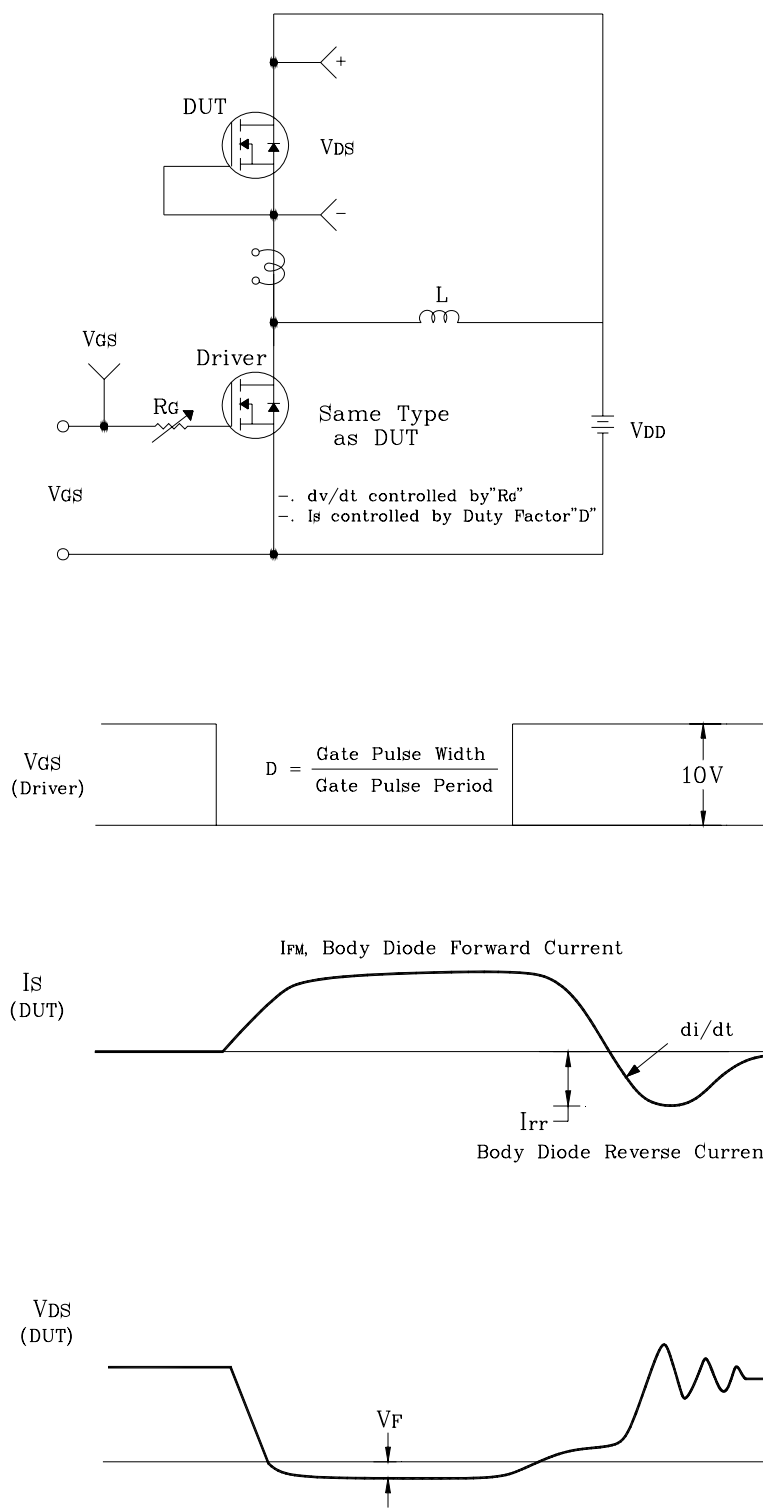 +
DUT
VDS
−
L
VGS
Driver
RG
Same Type
as DUT
VDD
VGS
−. dv/dt controlled by"RG"
−. Is controlled by Duty Factor"D"
VGS
(Driver)
D = Gate Pulse Width
Gate Pulse Period
10V
IFM, Body Diode Forward Current
IS
(DUT)
di/dt
Irr
Body Diode Reverse Curren
VDS
(DUT)
VF